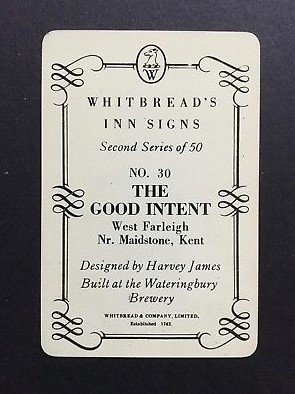 W
WHITBREAD'S
INN SIGNS
Second Series of 50
NO. 30
THE
GOOD INTENT
West Farleigh
Nr. Maidstone, Kent
Designed by Harvey James
Built at the Wateringbury
Brewery
WHITBREAD & COMPANY, LIMITED,
Established 1742.